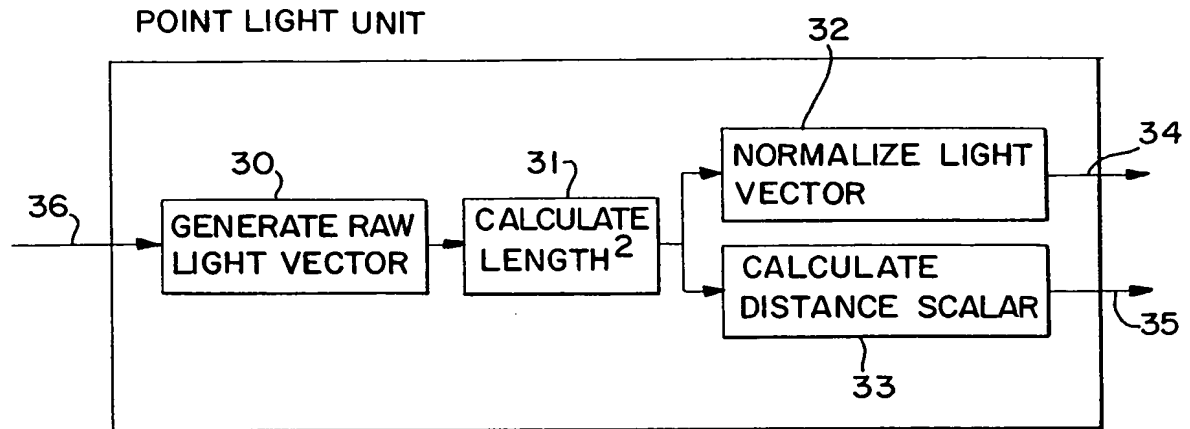 POINT LIGHT UNIT
32
34
30
31
NORMALIZE LIGHT
VECTOR
36
GENERATE RAW
LIGHT VECTOR
CALCULATE
LENGTH²
CALCULATE
DISTANCE SCALAR
35
33